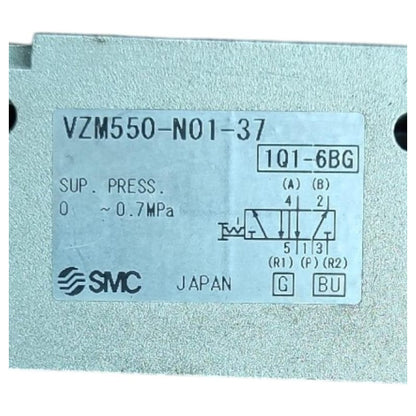 VZM550-N01-37
1Q1-6BG
SUP. PRESS.
0 ~0.7MPa
(A) (B)
4 2
5 1 3
(R1) (P) (R2)
SMC JAPAN G BU